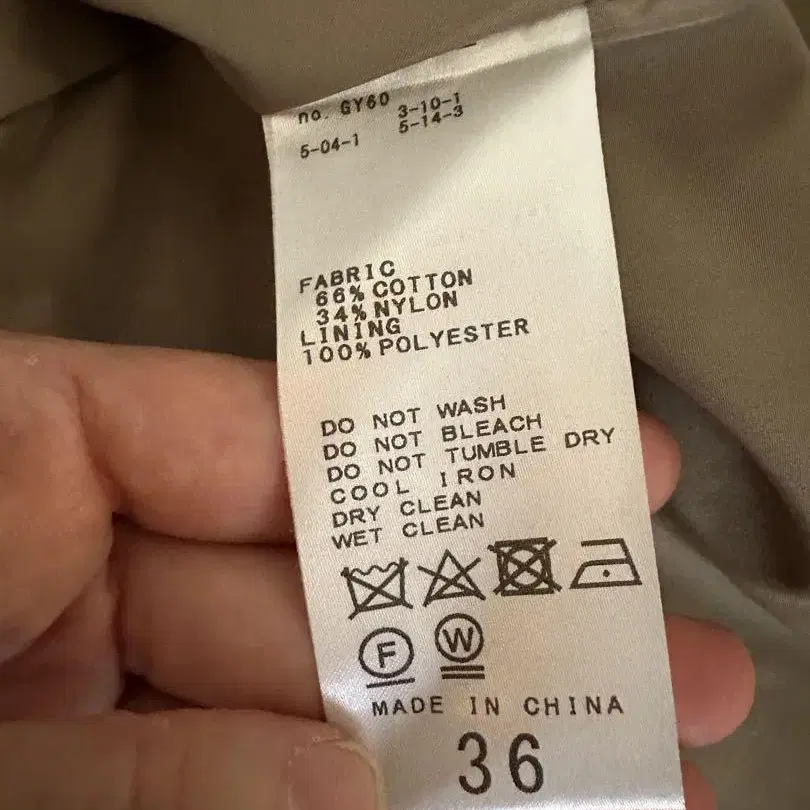 no. GY60 3-10-1
5-04-1 5-14-3
FABRIC
66% COTTON
34% NYLON
LINING
100% POLYESTER
DO NOT WASH
DO NOT BLEACH
DO NOT TUMBLE DRY
COOL IRON
DRY CLEAN
WET CLEAN
F W
MADE IN CHINA
36